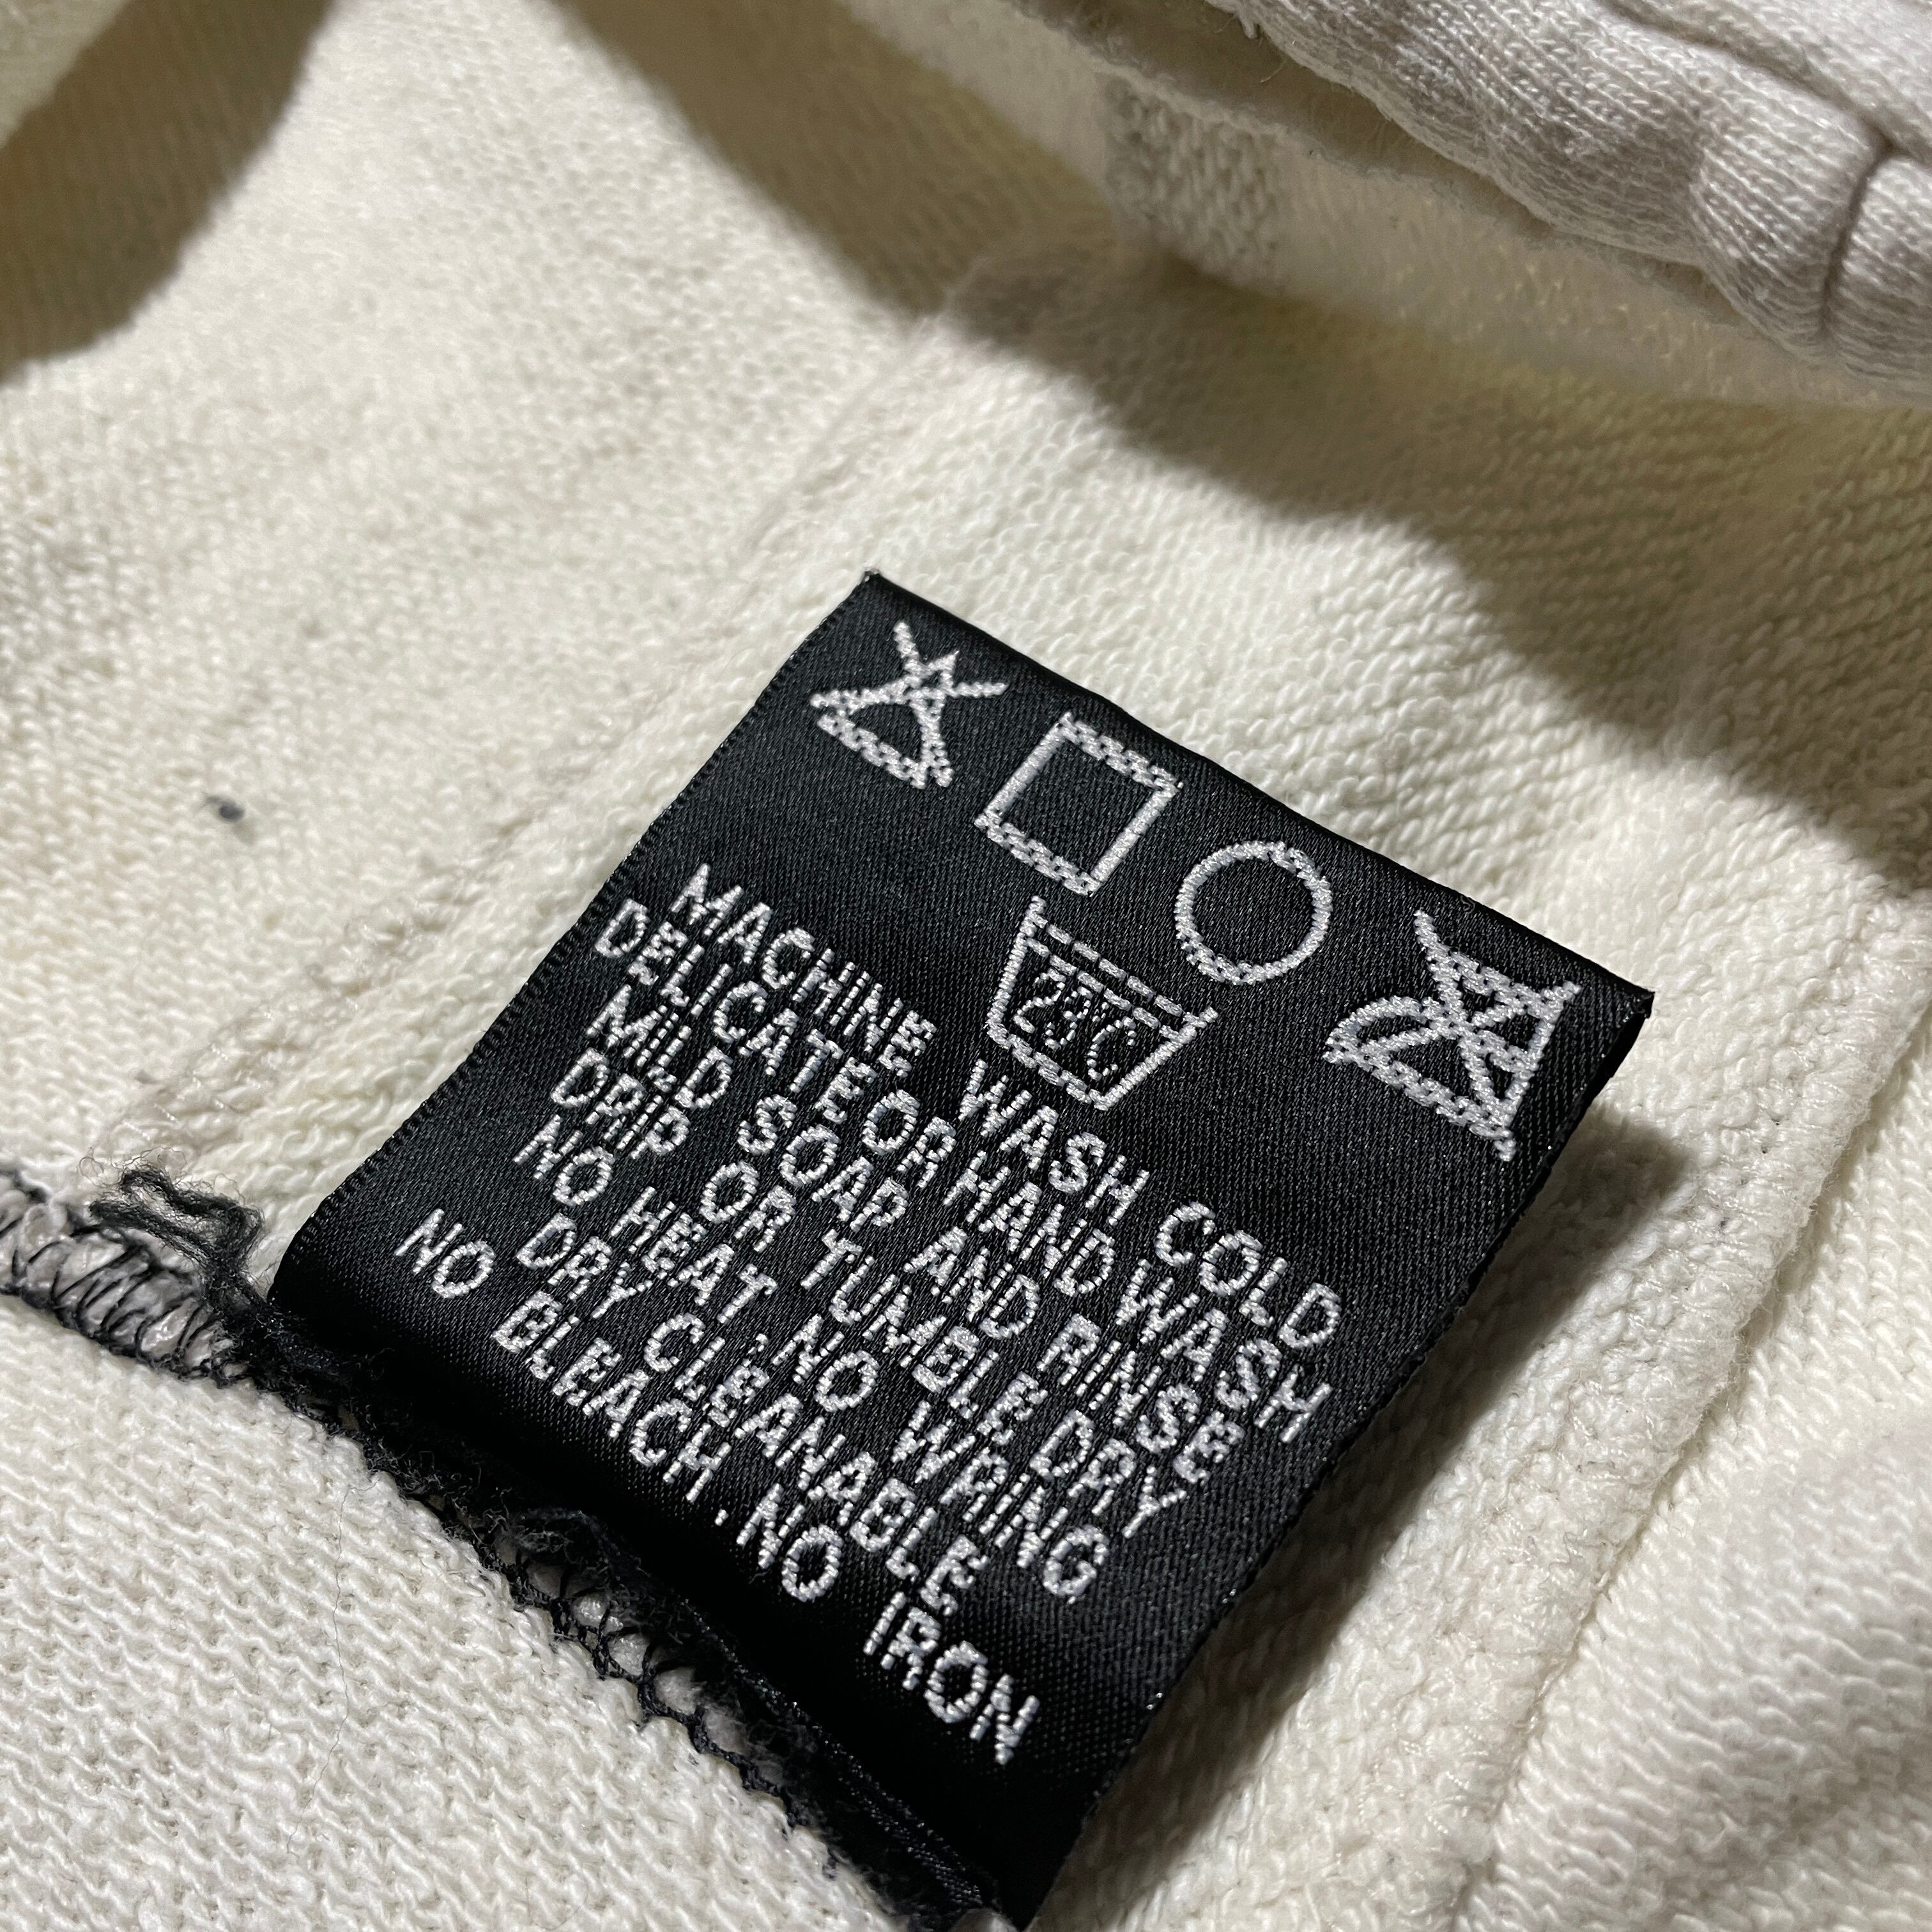 23°C
MACHINE WASH COLD
DELICATE OR HAND WASH
MILD SOAP AND RINSE
DRIP OR TUMBLE DRY
NO HEAT, NO WRING
DRY CLEANABLE
NO BLEACH, NO IRON